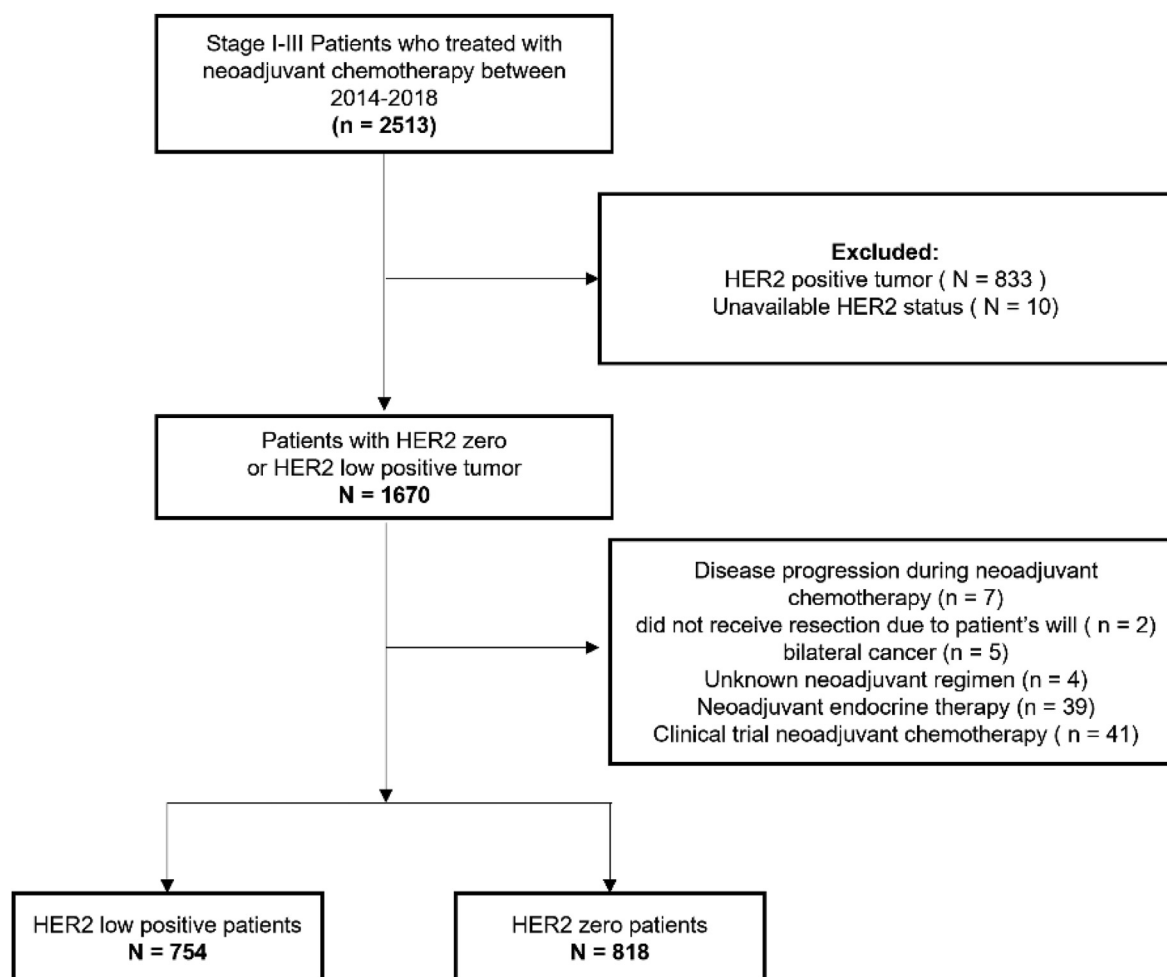 Stage I-III Patients who treated with
neoadjuvant chemotherapy between
2014-2018
(n = 2513)
Excluded:
HER2 positive tumor ( N = 833 )
Unavailable HER2 status ( N = 10)
Patients with HER2 zero
or HER2 low positive tumor
N = 1670
Disease progression during neoadjuvant
chemotherapy (n = 7)
did not receive resection due to patient's will ( n = 2)
bilateral cancer (n = 5)
Unknown neoadjuvant regimen (n = 4)
Neoadjuvant endocrine therapy (n = 39)
Clinical trial neoadjuvant chemotherapy ( n = 41)
HER2 low positive patients
N = 754
HER2 zero patients
N = 818